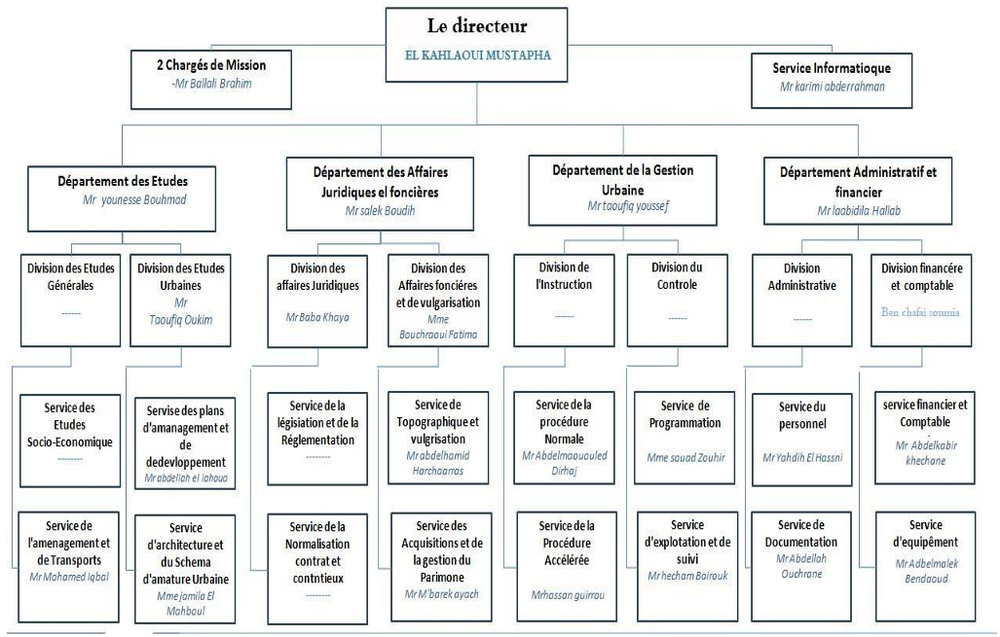 Le directeur
EL KAHLAOUI MUSTAPHA
2 Chargés de Mission
-Mr Ballali Brahim
Service Informatioque
Mr karimi abderrahman
Département des Etudes
Mr younesse Bouhmad
Département des Affaires
Juridiques el foncières
Mr salek Boudih
Département de la Gestion
Urbaine
Mr taoufiq youssef
Département Administratif et
financier
Mr laabidila Hallab
Division des Etudes
Générales
------
Division des Etudes
Urbaines
Mr
Taoufiq Oukim
Division des
affaires Juridiques
Mr Baba Khaya
Division des
Affaires fonciéres
et de vulgarisation
Mme
Bouchraoui Fatima
Division de
l'Instruction
------
Division du
Controle
------
Division
Administrative
------
Division financére
et comptable
Ben chafai soumia
Service des
Etudes
Socio-Economique
--------
Servise des plans
d'amanagement et
de
dedevloppement
Mr abdellah el lahoua
Service de la
législation et de la
Réglementation
--------
Service de
Topographique et
vulgrisation
Mr abdelhamid
Harchaarras
Service de la
procédure
Normale
Mr Abdelmaouaouled
Dirhaj
Service de
Programmation
Mme souad Zouhir
Service du
personnel
Mr Yahdih El Hassni
service financier et
Comptable
-
Mr Abdelkabir
khechane
Service de
l'amenagement et
de Transports
Mr Mohamed Iqbal
Service
d'architecture et
du Schema
d'amature Urbaine
Mme jamila El
Mahboul
Service de la
Normalisation
contrat et
contntieux
--------
Service des
Acquisitions et de
la gestion du
Parimone
Mr M'barek ayach
Service de la
Procédure
Accélérée
Mrhassan guirrou
Service
d'explotation et de
suivi
Mr hecham Bairouk
Service de
Documentation
Mr Abdellah
Ouchrane
Service
d'equipêment
Mr Adbelmalek
Bendaoud